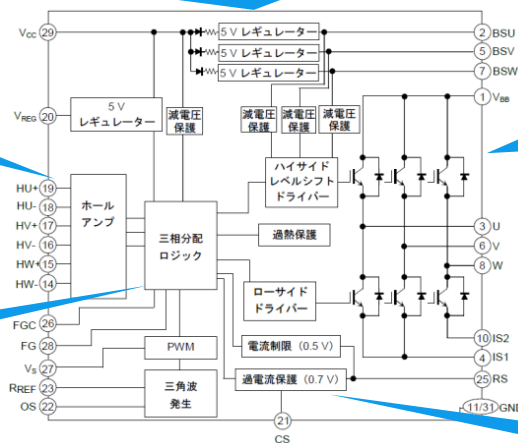 VCC 29
5 V レギュレーター
2 BSU
5 V レギュレーター
5 BSV
5 V レギュレーター
7 BSW
1 VBB
VREG 20
5 V
レギュレーター
減電圧
保護
減電圧
保護
減電圧
保護
減電圧
保護
HU+ 19
HU- 18
HV+ 17
HV- 16
HW+ 15
HW- 14
ホール
アンプ
三相分配
ロジック
ハイサイド
レベルシフト
ドライバー
過熱保護
ローサイド
ドライバー
3 U
6 V
8 W
FGC 26
FG 28
VS 27
RREF 23
OS 22
PWM
三角波
発生
電流制限 (0.5 V)
過電流保護 (0.7 V)
10 IS2
4 IS1
25 RS
11/31 GND
21
CS